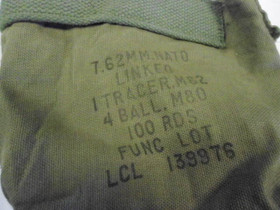 7.62MM.NATO
LINKED
1 TRACER.M62
4 BALL. M80
100 RDS
FUNC LOT
LCL 139976